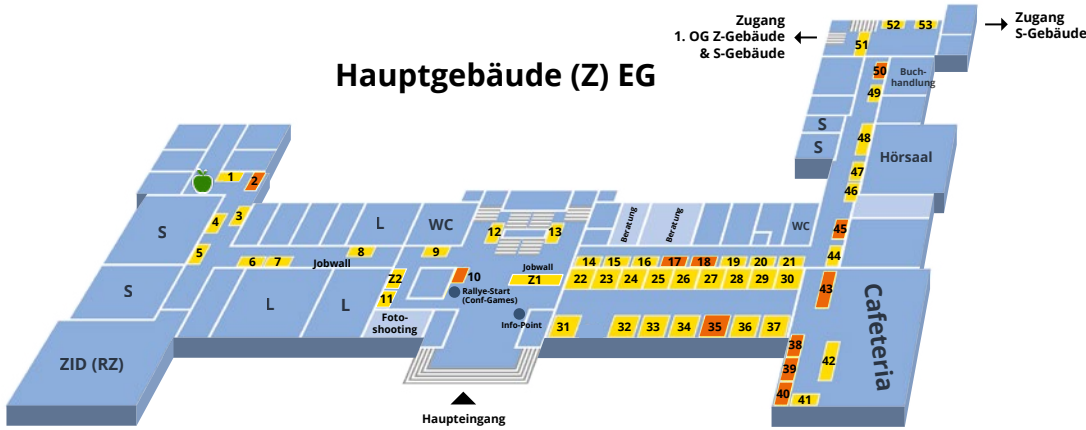 Zugang
1. OG Z-Gebäude
& S-Gebäude
52
53
51
Zugang
S-Gebäude
Hauptgebäude (Z) EG
50
Buch-
handlung
49
S
S
48
Hörsaal
47
46
45
44
WC
1
2
3
4
5
S
S
ZID (RZ)
L
WC
12
13
Beratung
Beratung
6
7
Jobwall
8
9
Z2
11
10
Rallye-Start
(Conf-Games)
Jobwall
Z1
Info-Point
Foto-
shooting
L
L
14
15
16
17
18
19
20
21
22
23
24
25
26
27
28
29
30
31
32
33
34
35
36
37
43
38
39
40
41
42
Cafeteria
Haupteingang